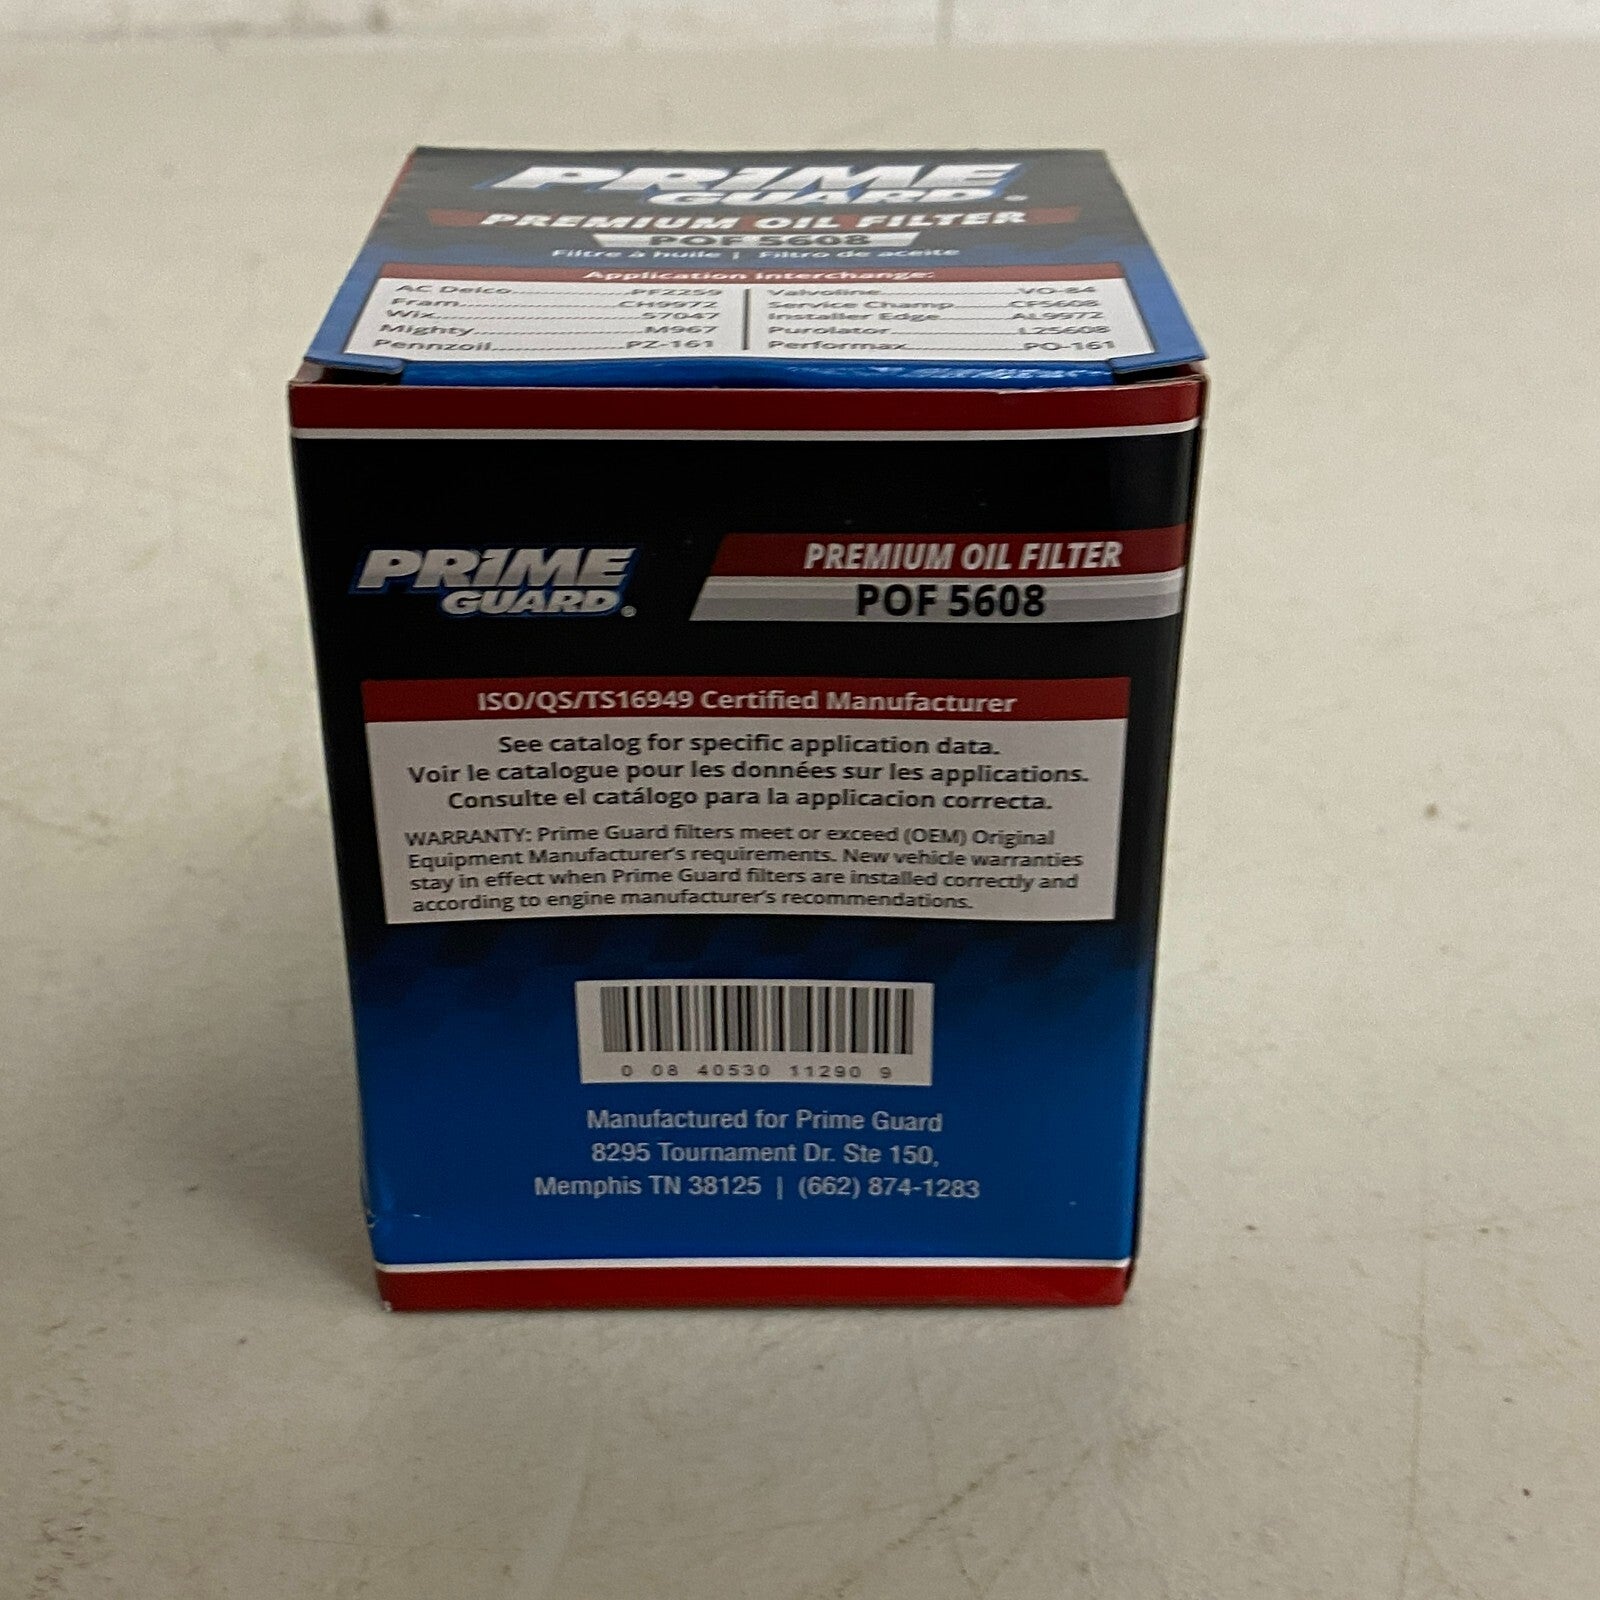 PRIME
GUARD®
PREMIUM OIL FILTER
POF 5608
Filtre à huile | Filtro de aceite
Application Interchange:
AC Delco..........PF2259
Fram..........CH9972
Wix..........57047
Mighty..........M967
Pennzoil..........PZ-161
Valvoline..........VO-84
Service Champ..........CF5608
Installer Edge..........AL9972
Purolator..........L25608
Performax..........PO-161
PRIME
GUARD®
PREMIUM OIL FILTER
POF 5608
ISO/QS/TS16949 Certified Manufacturer
See catalog for specific application data.
Voir le catalogue pour les données sur les applications.
Consulte el catálogo para la applicacion correcta.
WARRANTY: Prime Guard filters meet or exceed (OEM) Original
Equipment Manufacturer's requirements. New vehicle warranties
stay in effect when Prime Guard filters are installed correctly and
according to engine manufacturer's recommendations.
0 08 40530 11290 9
Manufactured for Prime Guard
8295 Tournament Dr. Ste 150,
Memphis TN 38125 | (662) 874-1283